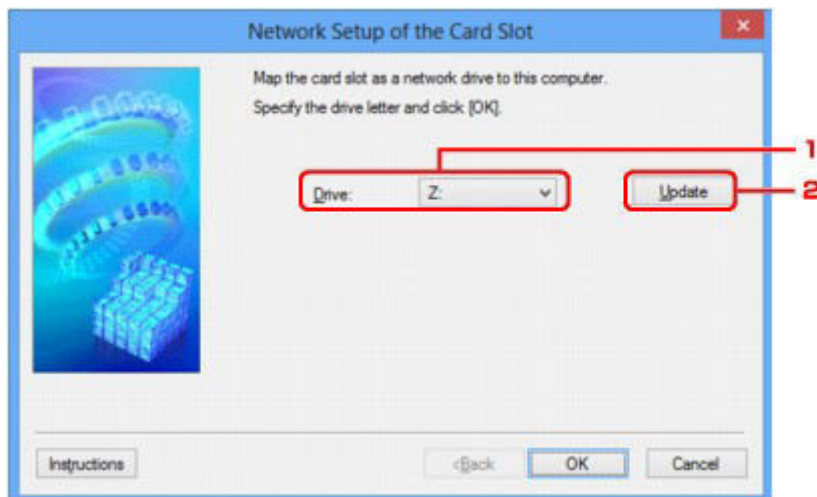 Network Setup of the Card Slot
Map the card slot as a network drive to this computer.
Specify the drive letter and click [OK].
1
Drive: Z: Update
2
Instructions <Back OK Cancel